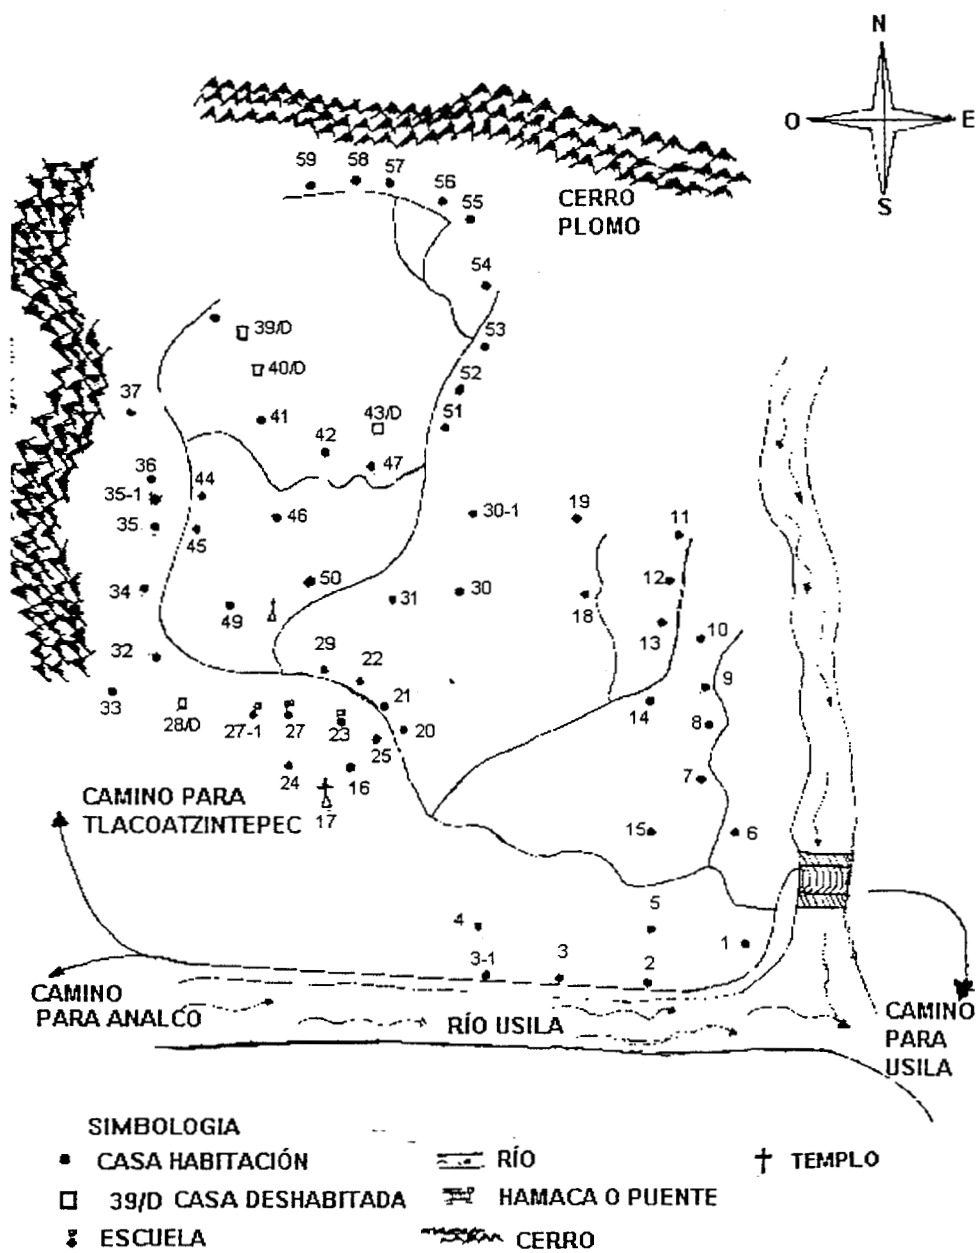 N
O
E
S
59
58
57
56
55
CERRO
PLOMO
54
39/D
53
40/D
52
37
41
43/D
51
42
47
36
35-1
44
30-1
19
11
35
46
45
50
12
34
31
30
18
49
13
10
32
29
22
9
33
21
14
28/D
27-1
27
23
20
8
25
24
16
7
CAMINO PARA
TLACOATZINTEPEC
17
15
6
5
4
1
3-1
3
2
CAMINO
PARA ANALCO
RÍO USILA
CAMINO
PARA
USILA
SIMBOLOGIA
CASA HABITACIÓN
RÍO
TEMPLO
39/D CASA DESHABITADA
HAMACA O PUENTE
ESCUELA
CERRO